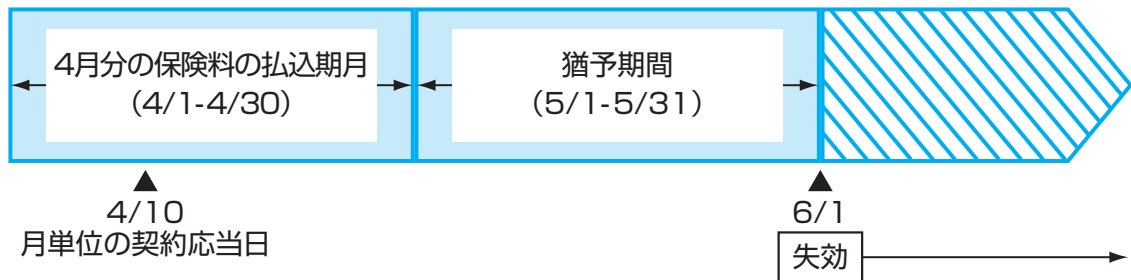 4月分の保険料の払込期月
（4/1-4/30）
猶予期間
（5/1-5/31）
4/10
月単位の契約応当日
6/1
失効